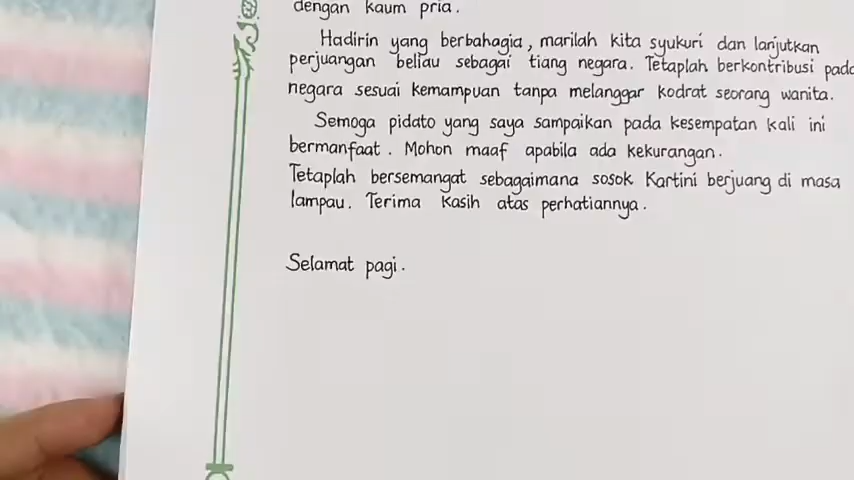 dengan kaum pria.
Hadirin yang berbahagia, marilah kita syukuri dan lanjutkan
perjuangan beliau sebagai tiang negara. Tetaplah berkontribusi pada
negara sesuai kemampuan tanpa melanggar kodrat seorang wanita.
Semoga pidato yang saya sampaikan pada kesempatan kali ini
bermanfaat. Mohon maaf apabila ada kekurangan.
Tetaplah bersemangat sebagaimana sosok Kartini berjuang di masa
lampau. Terima kasih atas perhatiannya.
Selamat pagi.